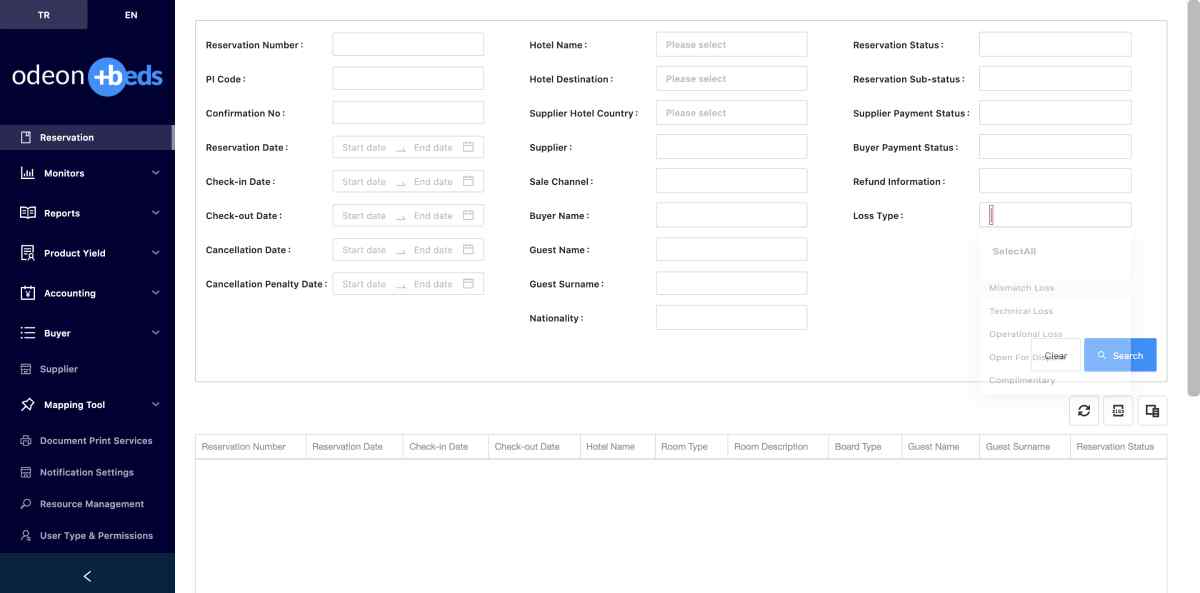 TR EN
odeon +beds
Reservation
Monitors
Reports
Product Yield
Accounting
Buyer
Supplier
Mapping Tool
Document Print Services
Notification Settings
Resource Management
User Type & Permissions
Reservation Number :
PI Code :
Confirmation No :
Reservation Date : Start date End date
Check-in Date : Start date End date
Check-out Date : Start date End date
Cancellation Date : Start date End date
Cancellation Penalty Date : Start date End date
Hotel Name : Please select
Hotel Destination : Please select
Supplier Hotel Country : Please select
Supplier :
Sale Channel :
Buyer Name :
Guest Name :
Guest Surname :
Nationality :
Reservation Status :
Reservation Sub-status :
Supplier Payment Status :
Buyer Payment Status :
Refund Information :
Loss Type :
SelectAll
Mismatch Loss
Technical Loss
Operational Loss
Open For Dispute
Complimentary
Clear Search
Reservation Number Reservation Date Check-in Date Check-out Date Hotel Name Room Type Room Description Board Type Guest Name Guest Surname Reservation Status